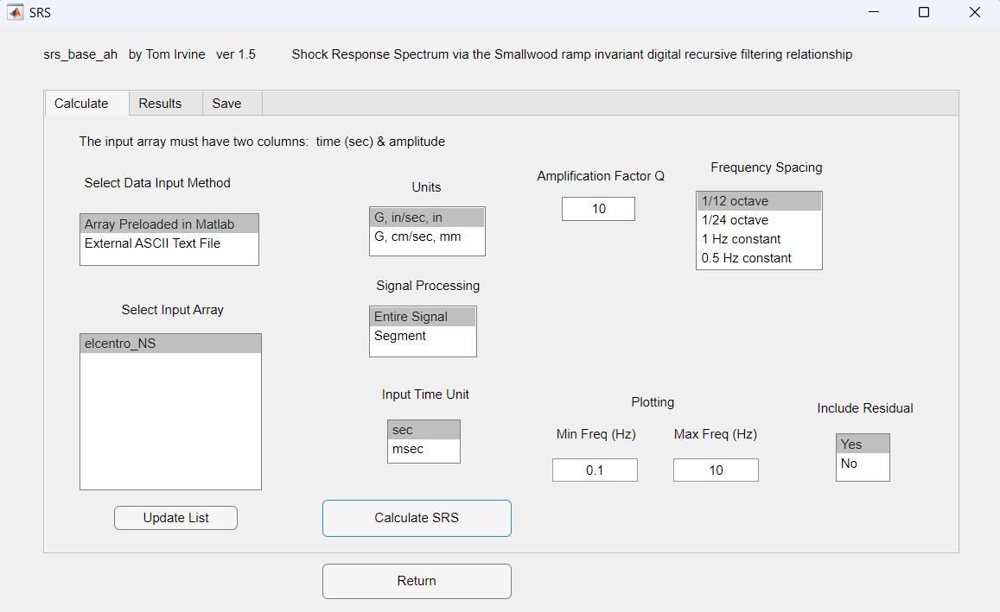 SRS
srs_base_ah by Tom Irvine ver 1.5 Shock Response Spectrum via the Smallwood ramp invariant digital recursive filtering relationship
Calculate Results Save
The input array must have two columns: time (sec) & amplitude
Select Data Input Method
Array Preloaded in Matlab
External ASCII Text File
Units
G, in/sec, in
G, cm/sec, mm
Amplification Factor Q
10
Frequency Spacing
1/12 octave
1/24 octave
1 Hz constant
0.5 Hz constant
Signal Processing
Entire Signal
Segment
Select Input Array
elcentro_NS
Input Time Unit
sec
msec
Plotting
Min Freq (Hz) Max Freq (Hz)
0.1 10
Include Residual
Yes
No
Update List
Calculate SRS
Return